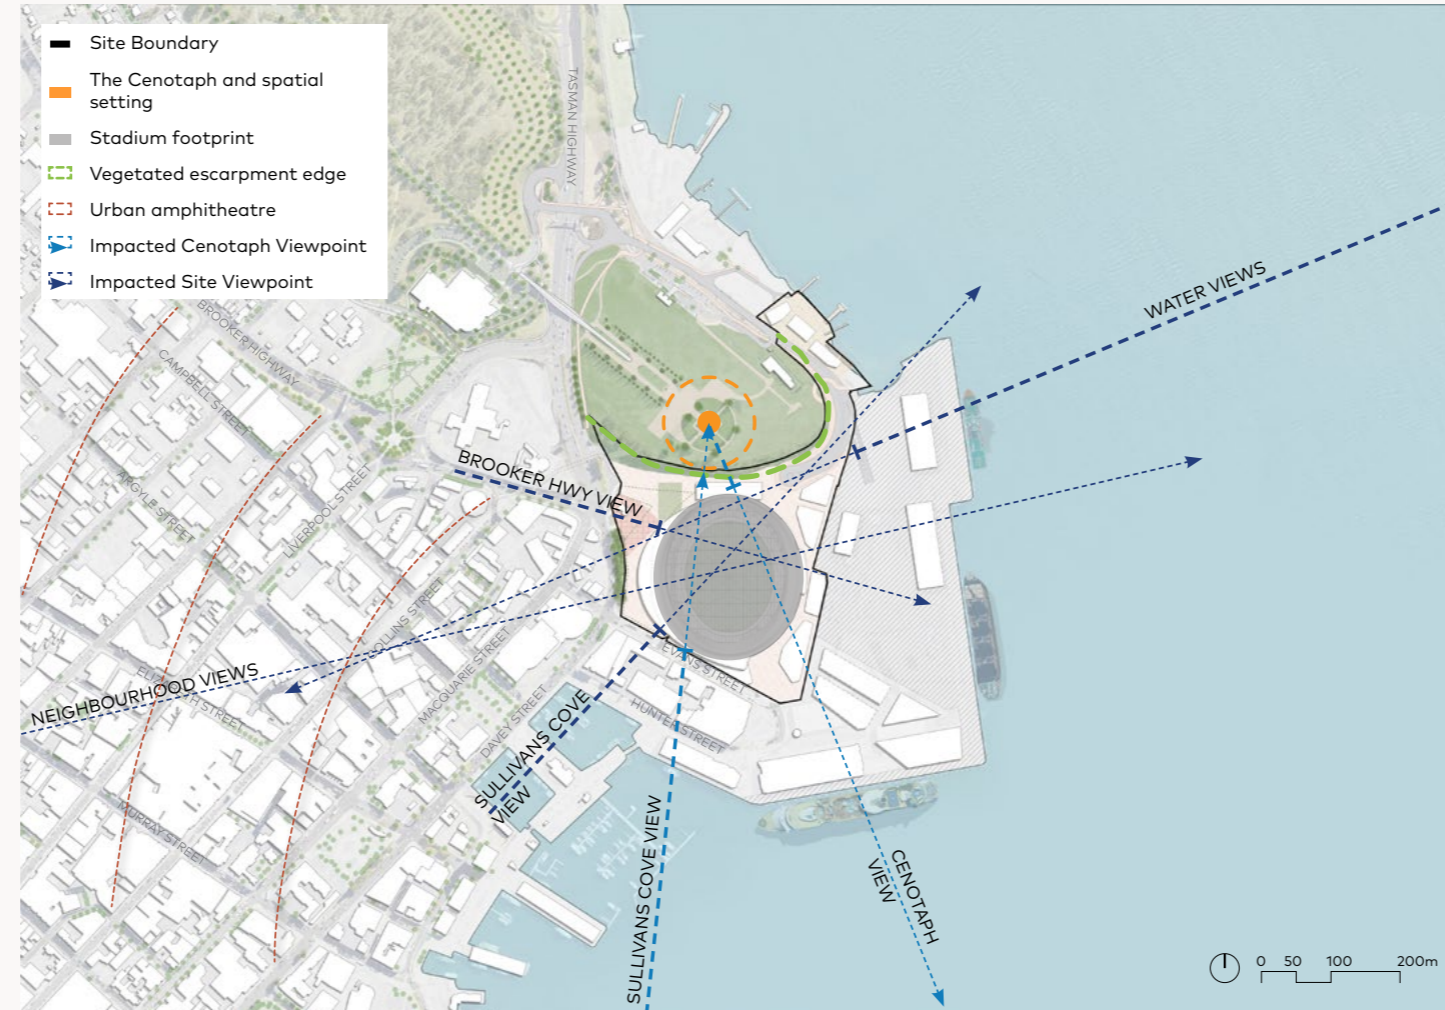 Site Boundary
The Cenotaph and spatial
setting
Stadium footprint
Vegetated escarpment edge
Urban amphitheatre
Impacted Cenotaph Viewpoint
Impacted Site Viewpoint
TASMAN HIGHWAY
BROOKER HIGHWAY
CAMPBELL STREET
ARGYLE STREET
LIVERPOOL STREET
COLLINS STREET
MACQUARIE STREET
DAVEY STREET
ELIZABETH STREET
MURRAY STREET
EVANS STREET
HUNTER STREET
WATER VIEWS
BROOKER HWY VIEW
NEIGHBOURHOOD VIEWS
SULLIVANS COVE
VIEW
SULLIVANS COVE VIEW
CENOTAPH
VIEW
0 50 100 200m